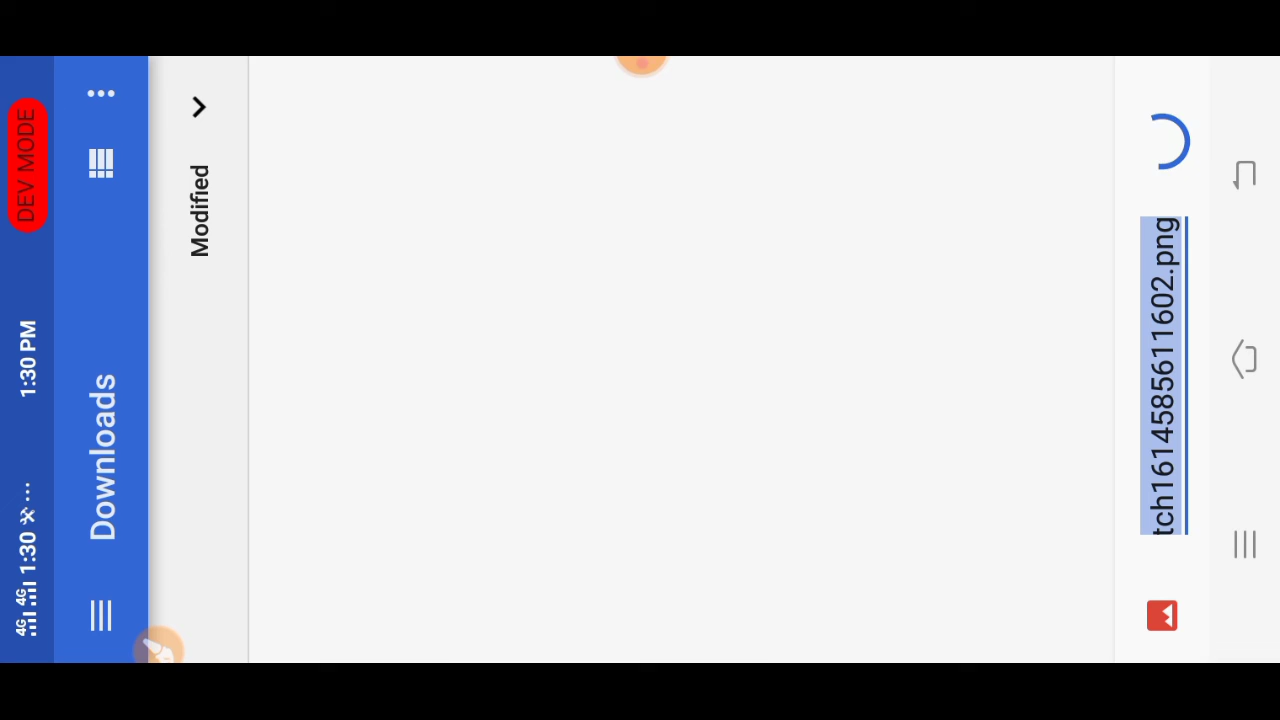 4G 4G 1:30 ... 1:30 PM DEV MODE
Downloads
Modified
tch1614585611602.png